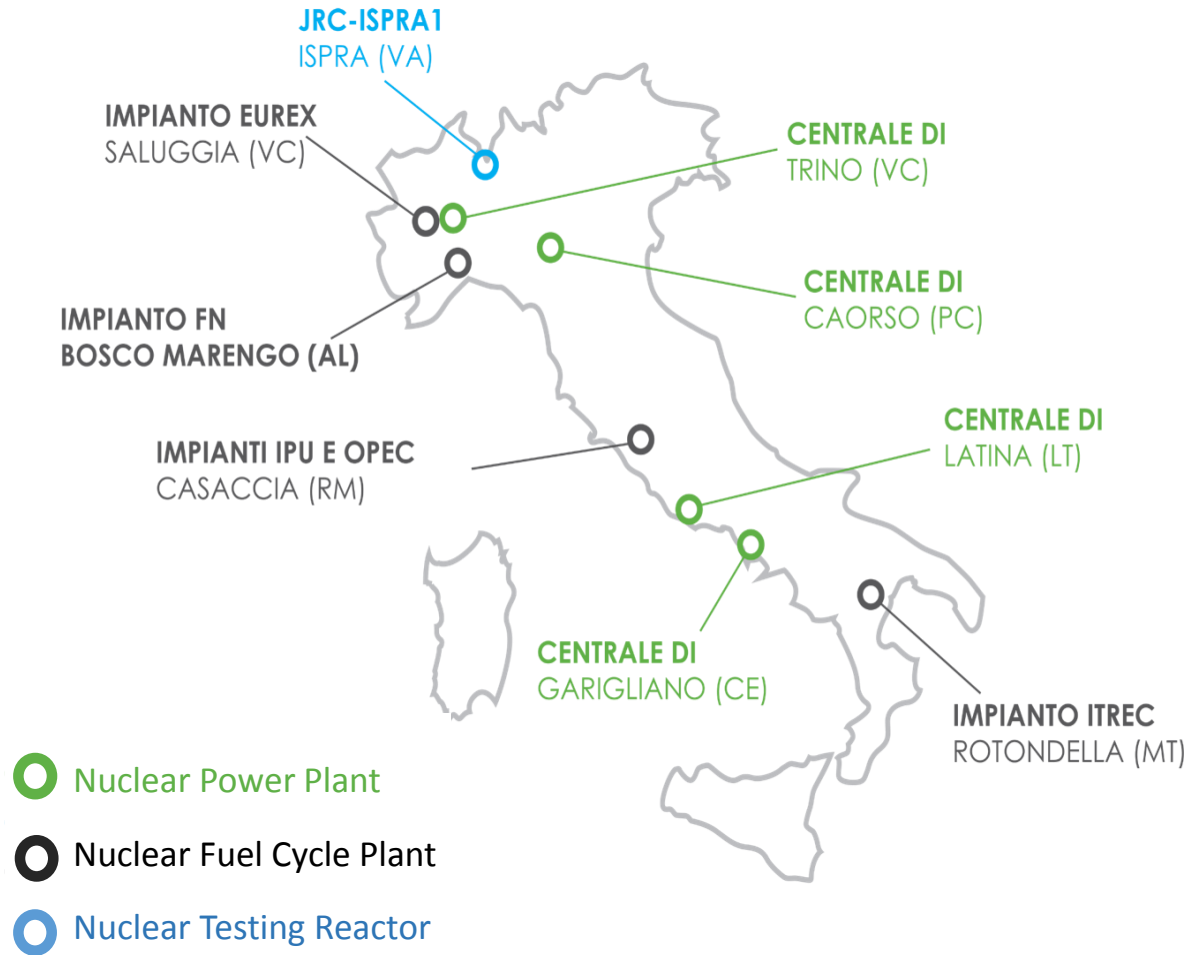 JRC-ISPRA1
ISPRA (VA)
IMPIANTO EUREX
SALUGGIA (VC)
CENTRALE DI
TRINO (VC)
CENTRALE DI
CAORSO (PC)
IMPIANTO FN
BOSCO MARENGO (AL)
CENTRALE DI
LATINA (LT)
IMPIANTI IPU E OPEC
CASACCIA (RM)
CENTRALE DI
GARIGLIANO (CE)
IMPIANTO ITREC
ROTONDELLA (MT)
Nuclear Power Plant
Nuclear Fuel Cycle Plant
Nuclear Testing Reactor